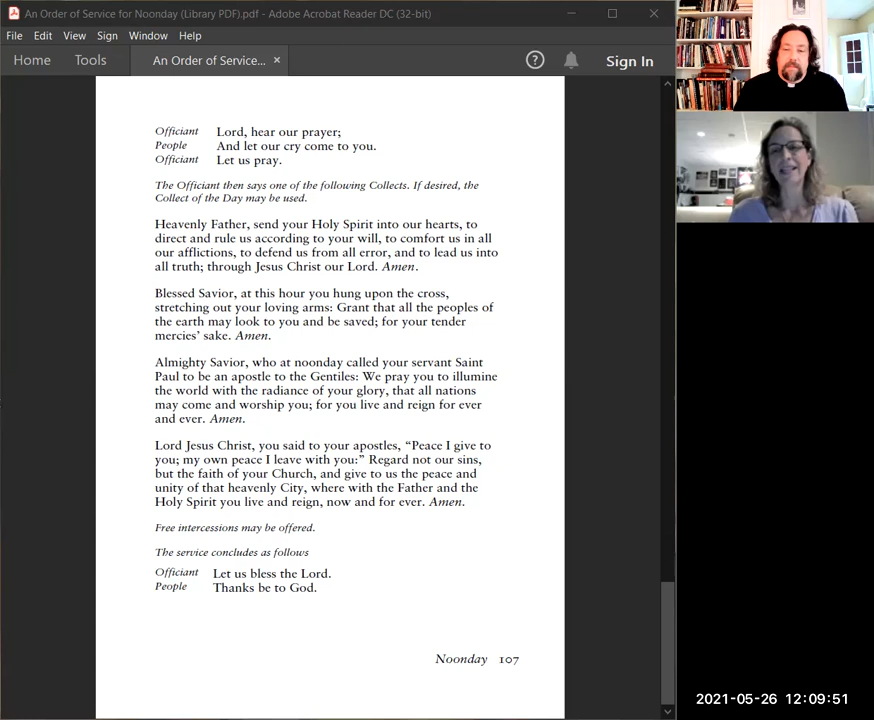 An Order of Service for Noonday (Library PDF).pdf - Adobe Acrobat Reader DC (32-bit)
File Edit View Sign Window Help
Home Tools An Order of Service... × ? Sign In
Officiant Lord, hear our prayer;
People And let our cry come to you.
Officiant Let us pray.
The Officiant then says one of the following Collects. If desired, the
Collect of the Day may be used.
Heavenly Father, send your Holy Spirit into our hearts, to
direct and rule us according to your will, to comfort us in all
our afflictions, to defend us from all error, and to lead us into
all truth; through Jesus Christ our Lord. Amen.
Blessed Savior, at this hour you hung upon the cross,
stretching out your loving arms: Grant that all the peoples of
the earth may look to you and be saved; for your tender
mercies’ sake. Amen.
Almighty Savior, who at noonday called your servant Saint
Paul to be an apostle to the Gentiles: We pray you to illumine
the world with the radiance of your glory, that all nations
may come and worship you; for you live and reign for ever
and ever. Amen.
Lord Jesus Christ, you said to your apostles, “Peace I give to
you; my own peace I leave with you:” Regard not our sins,
but the faith of your Church, and give to us the peace and
unity of that heavenly City, where with the Father and the
Holy Spirit you live and reign, now and for ever. Amen.
Free intercessions may be offered.
The service concludes as follows
Officiant Let us bless the Lord.
People Thanks be to God.
Noonday 107
2021-05-26 12:09:51